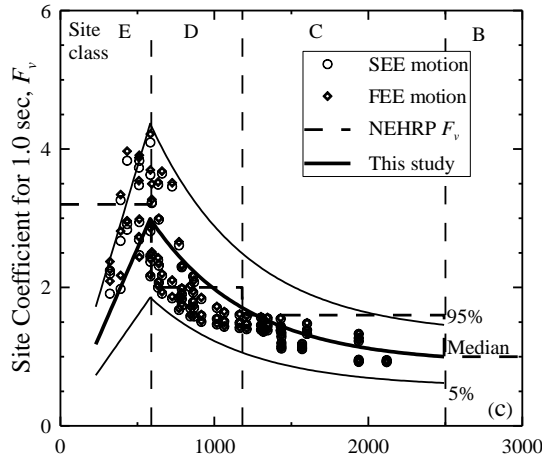 Site class
E
D
C
B
SEE motion
FEE motion
NEHRP F_v
This study
Site Coefficient for 1.0 sec, F_v
6
4
2
0
95%
Median
5%
(c)
0
1000
2000
3000